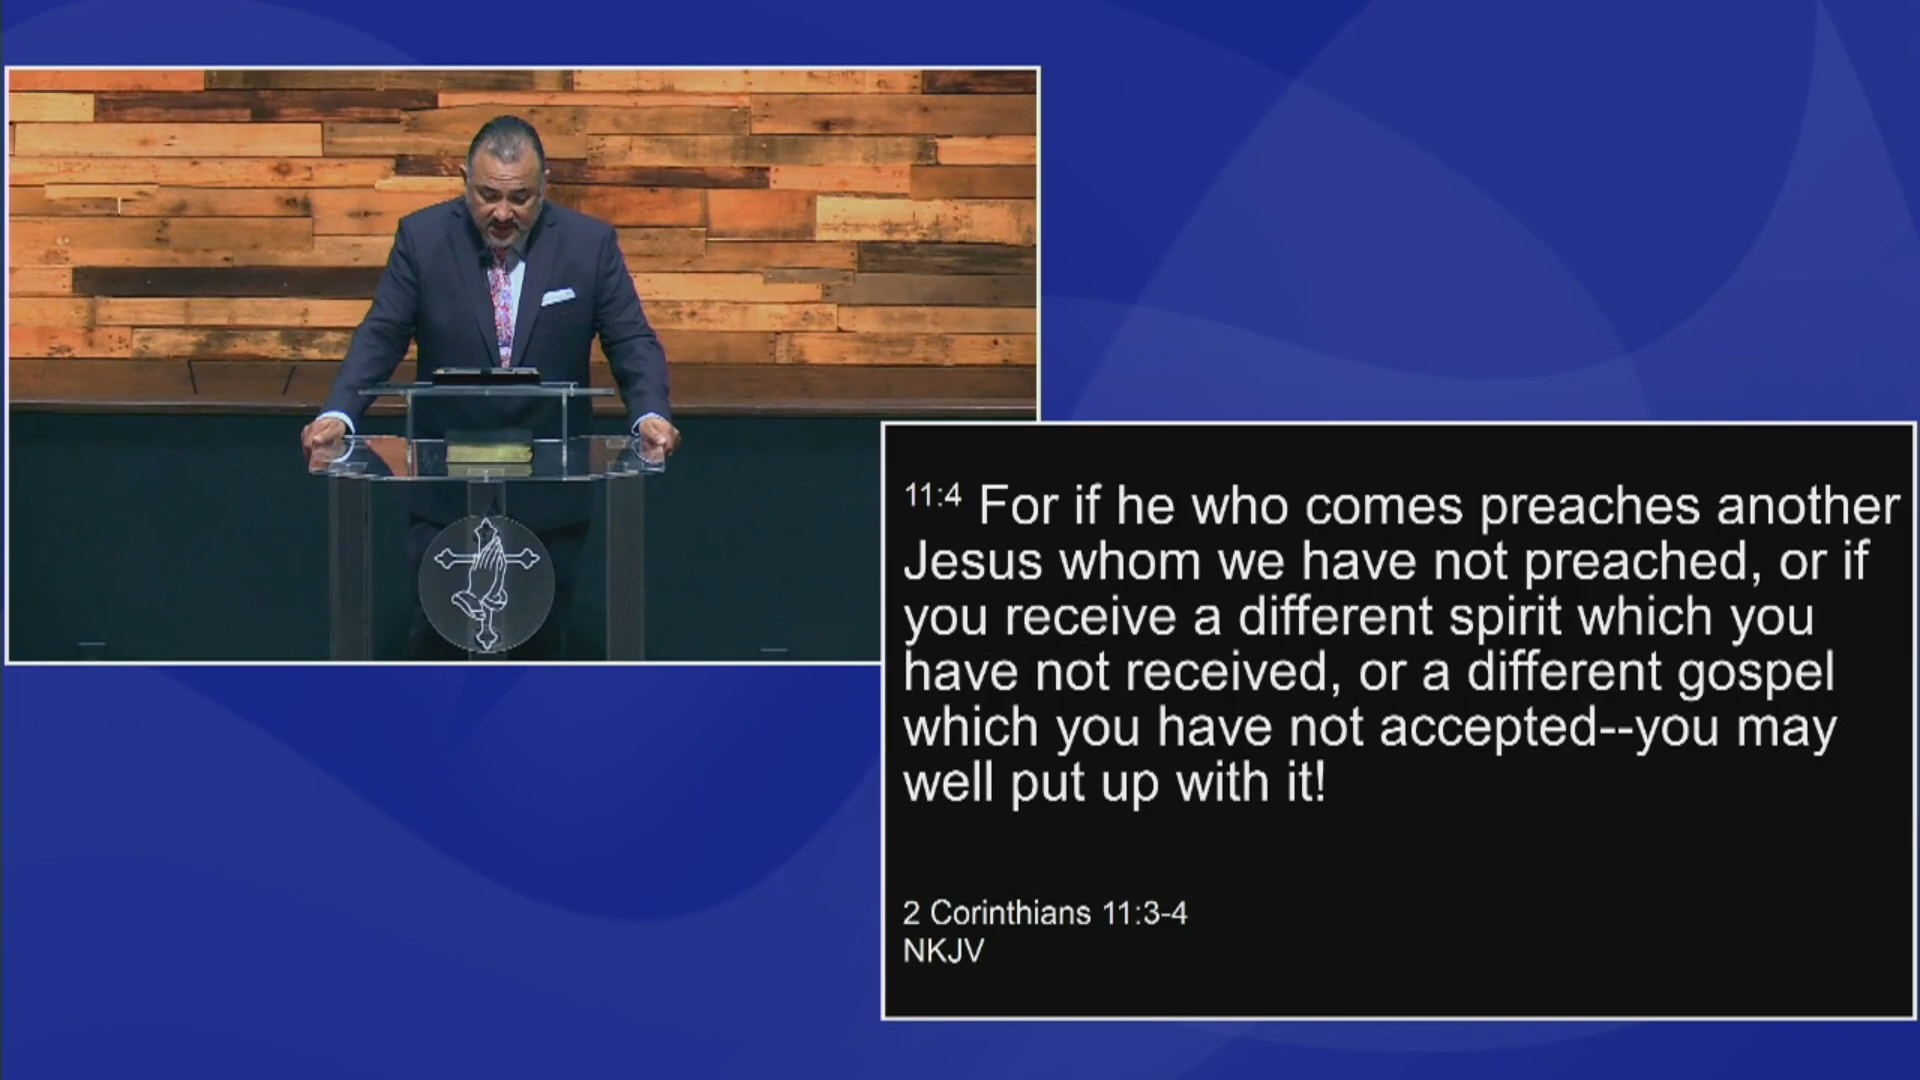 11:4 For if he who comes preaches another
Jesus whom we have not preached, or if
you receive a different spirit which you
have not received, or a different gospel
which you have not accepted--you may
well put up with it!
2 Corinthians 11:3-4
NKJV